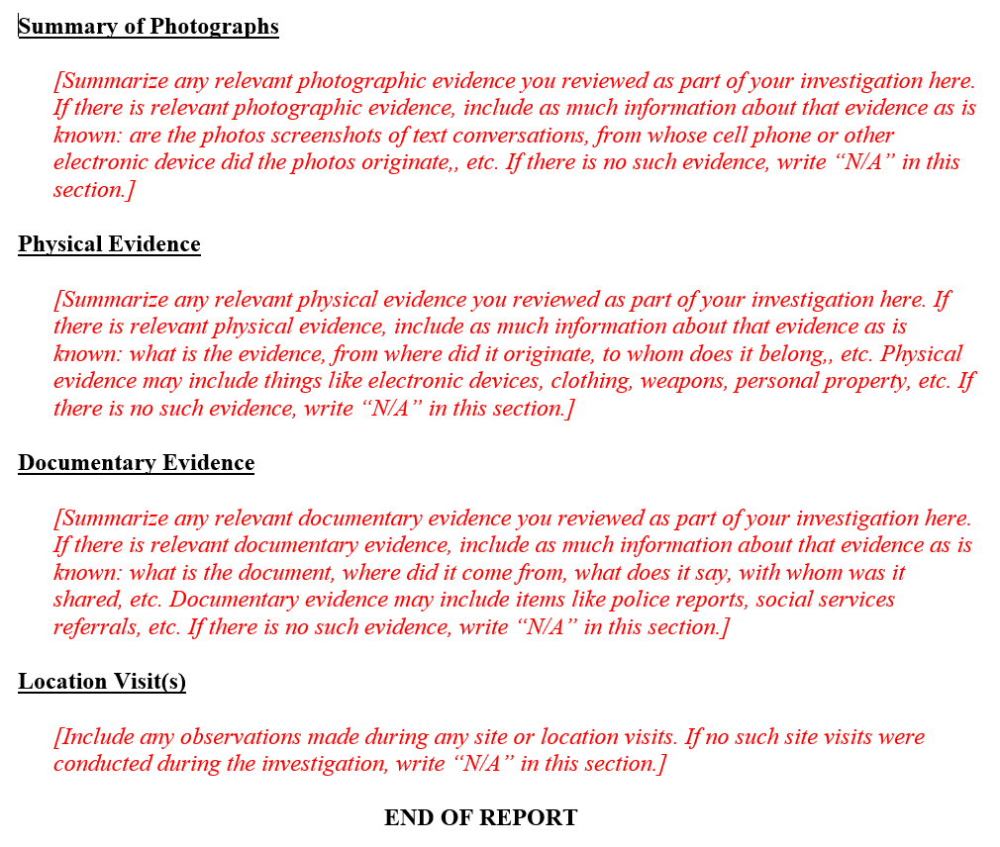 Summary of Photographs
[Summarize any relevant photographic evidence you reviewed as part of your investigation here.
If there is relevant photographic evidence, include as much information about that evidence as is
known: are the photos screenshots of text conversations, from whose cell phone or other
electronic device did the photos originate,, etc. If there is no such evidence, write “N/A” in this
section.]
Physical Evidence
[Summarize any relevant physical evidence you reviewed as part of your investigation here. If
there is relevant physical evidence, include as much information about that evidence as is
known: what is the evidence, from where did it originate, to whom does it belong,, etc. Physical
evidence may include things like electronic devices, clothing, weapons, personal property, etc. If
there is no such evidence, write “N/A” in this section.]
Documentary Evidence
[Summarize any relevant documentary evidence you reviewed as part of your investigation here.
If there is relevant documentary evidence, include as much information about that evidence as is
known: what is the document, where did it come from, what does it say, with whom was it
shared, etc. Documentary evidence may include items like police reports, social services
referrals, etc. If there is no such evidence, write “N/A” in this section.]
Location Visit(s)
[Include any observations made during any site or location visits. If no such site visits were
conducted during the investigation, write “N/A” in this section.]
END OF REPORT